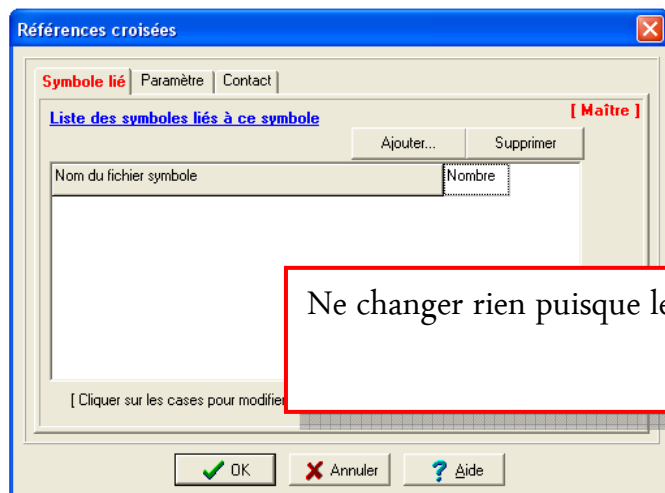 Références croisées
Symbole lié Paramètre Contact
[ Maître ]
Liste des symboles liés à ce symbole
Ajouter... Supprimer
Nom du fichier symbole Nombre
Ne changer rien puisque le
[ Cliquer sur les cases pour modifier
OK Annuler Aide